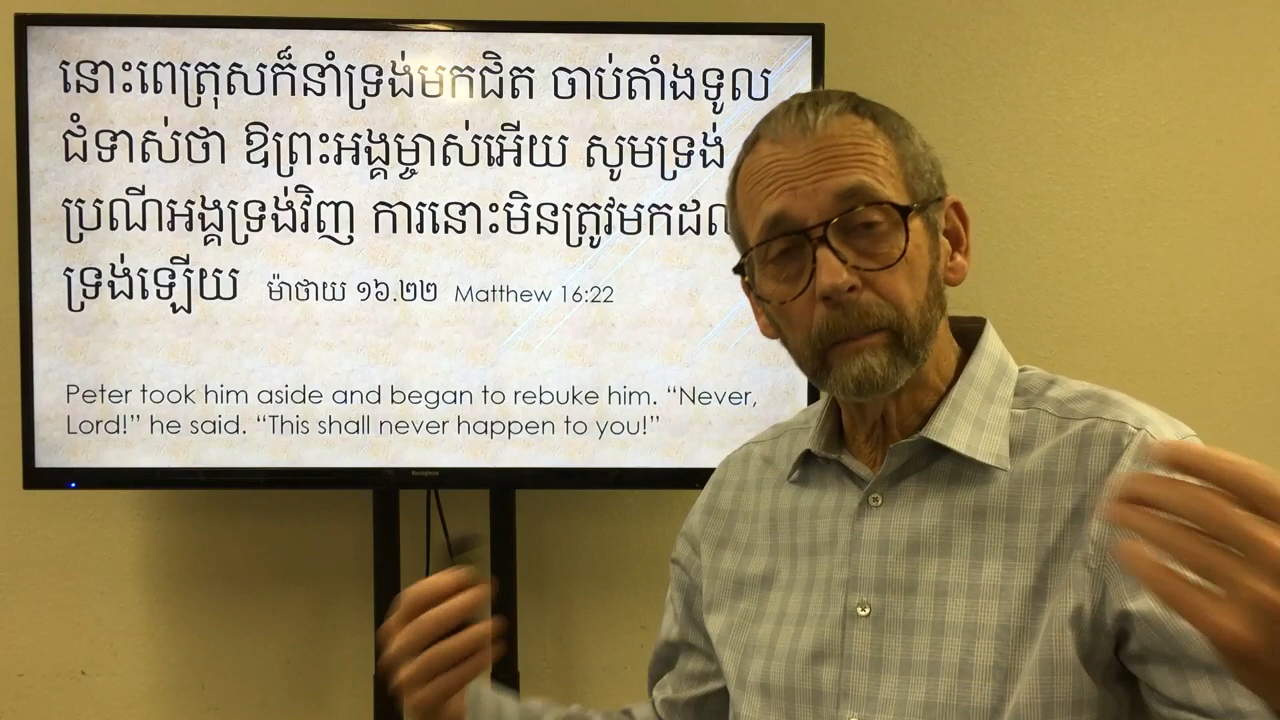 នោះពេត្រុសក៏នាំទ្រង់មកជិត ចាប់តាំងទូល
ជំទាស់ថា ឱព្រះអង្គម្ចាស់អើយ សូមទ្រង់
ប្រណីអង្គទ្រង់វិញ ការនោះមិនត្រូវមកដល់
ទ្រង់ឡើយ ម៉ាថាយ ១៦.២២ Matthew 16:22
Peter took him aside and began to rebuke him. “Never,
Lord!” he said. “This shall never happen to you!”
Westinghouse